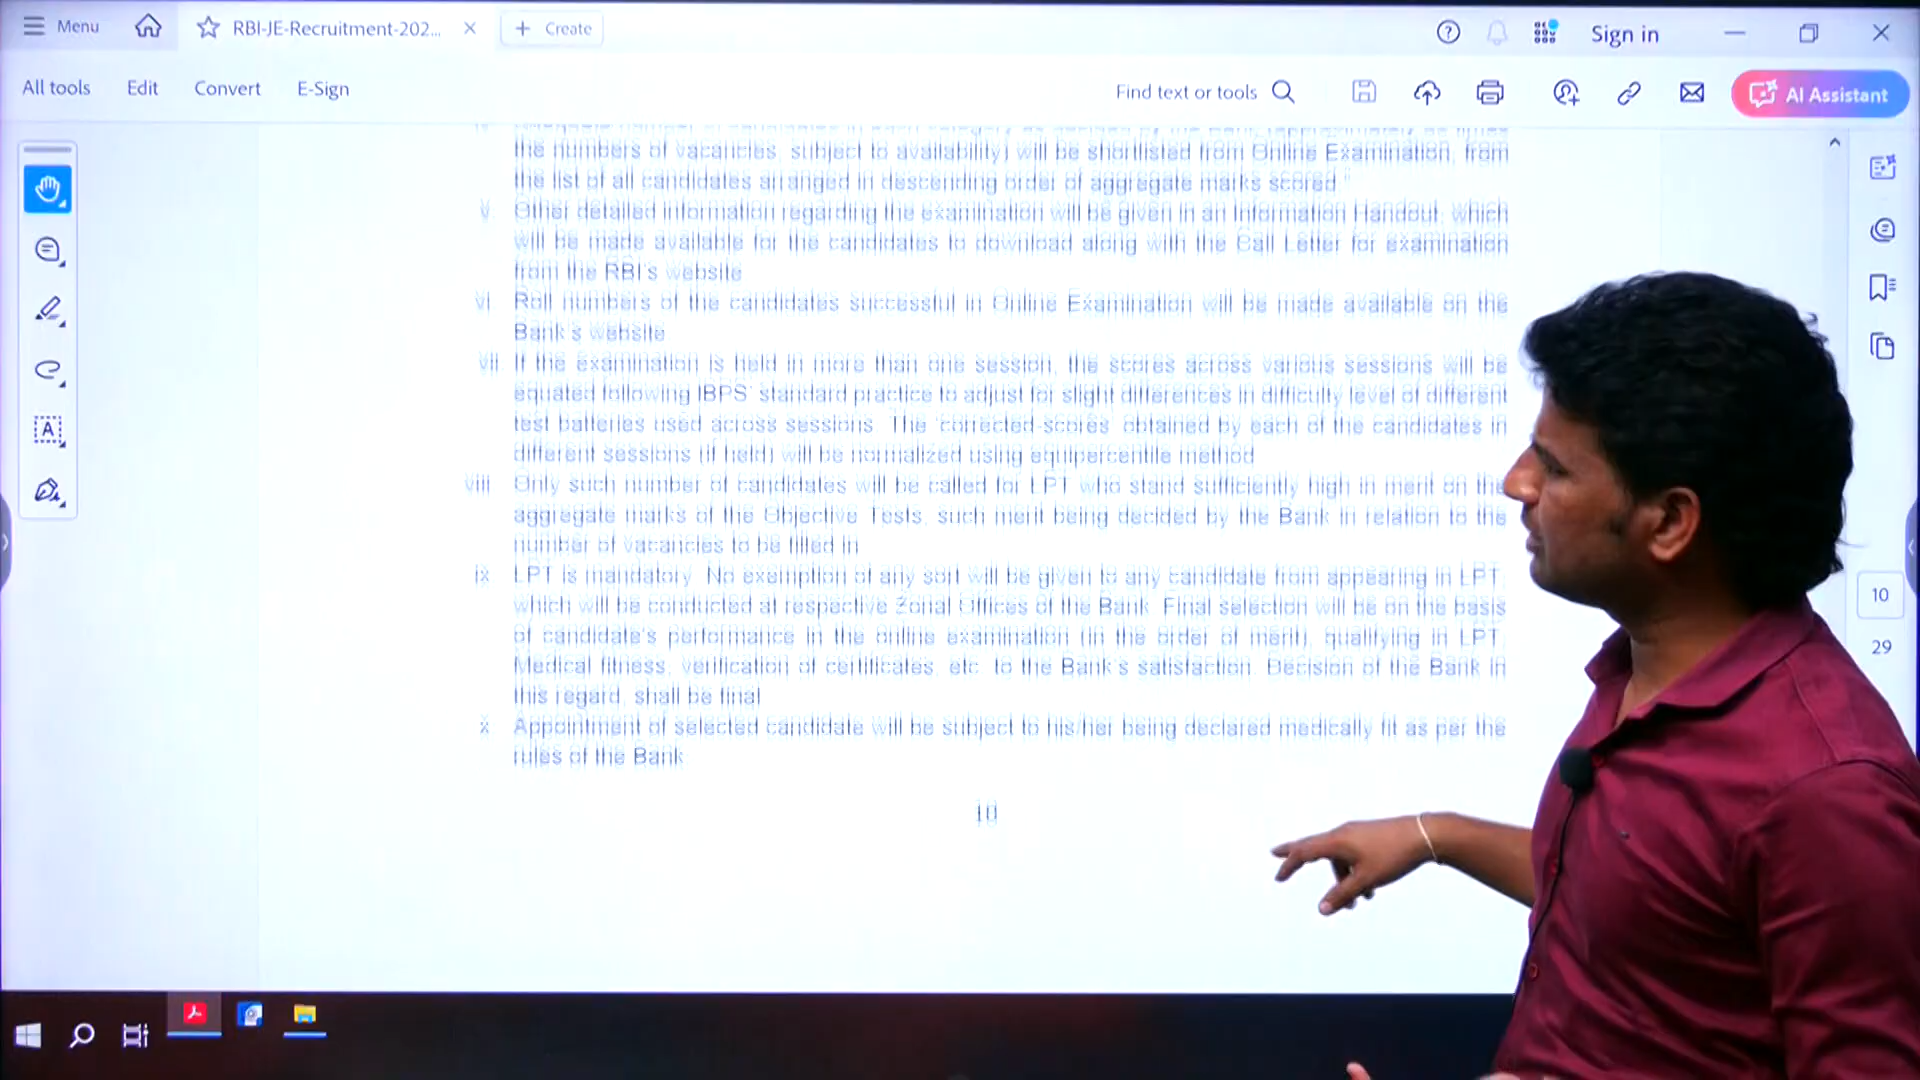 Menu
RBI-JE-Recruitment-202...
Create
Sign in
All tools
Edit
Convert
E-Sign
Find text or tools
AI Assistant
the numbers of vacancies, subject to availability) will be shortlisted from Online Examination, from
the list of all candidates arranged in descending order of aggregate marks scored."
v. Other detailed information regarding the examination will be given in an Information Handout, which
will be made available for the candidates to download along with the Call Letter for examination
from the RBI's website
vi. Roll numbers of the candidates successful in Online Examination will be made available on the
Bank's website
vii. If the examination is held in more than one session, the scores across various sessions will be
equated following IBPS' standard practice to adjust for slight differences in difficulty level of different
test batteries used across sessions. The 'corrected-scores' obtained by each of the candidates in
different sessions (if held) will be normalized using equipercentile method
viii. Only such number of candidates will be called for LPT who stand sufficiently high in merit on the
aggregate marks of the Objective Tests, such merit being decided by the Bank in relation to the
number of vacancies to be filled in
ix. LPT is mandatory. No exemption of any sort will be given to any candidate from appearing in LPT,
which will be conducted at respective Zonal Offices of the Bank. Final selection will be on the basis
of candidate's performance in the online examination (in the order of merit), qualifying in LPT,
Medical fitness, verification of certificates, etc. to the Bank's satisfaction. Decision of the Bank in
this regard, shall be final
x. Appointment of selected candidate will be subject to his/her being declared medically fit as per the
rules of the Bank
10
10
29